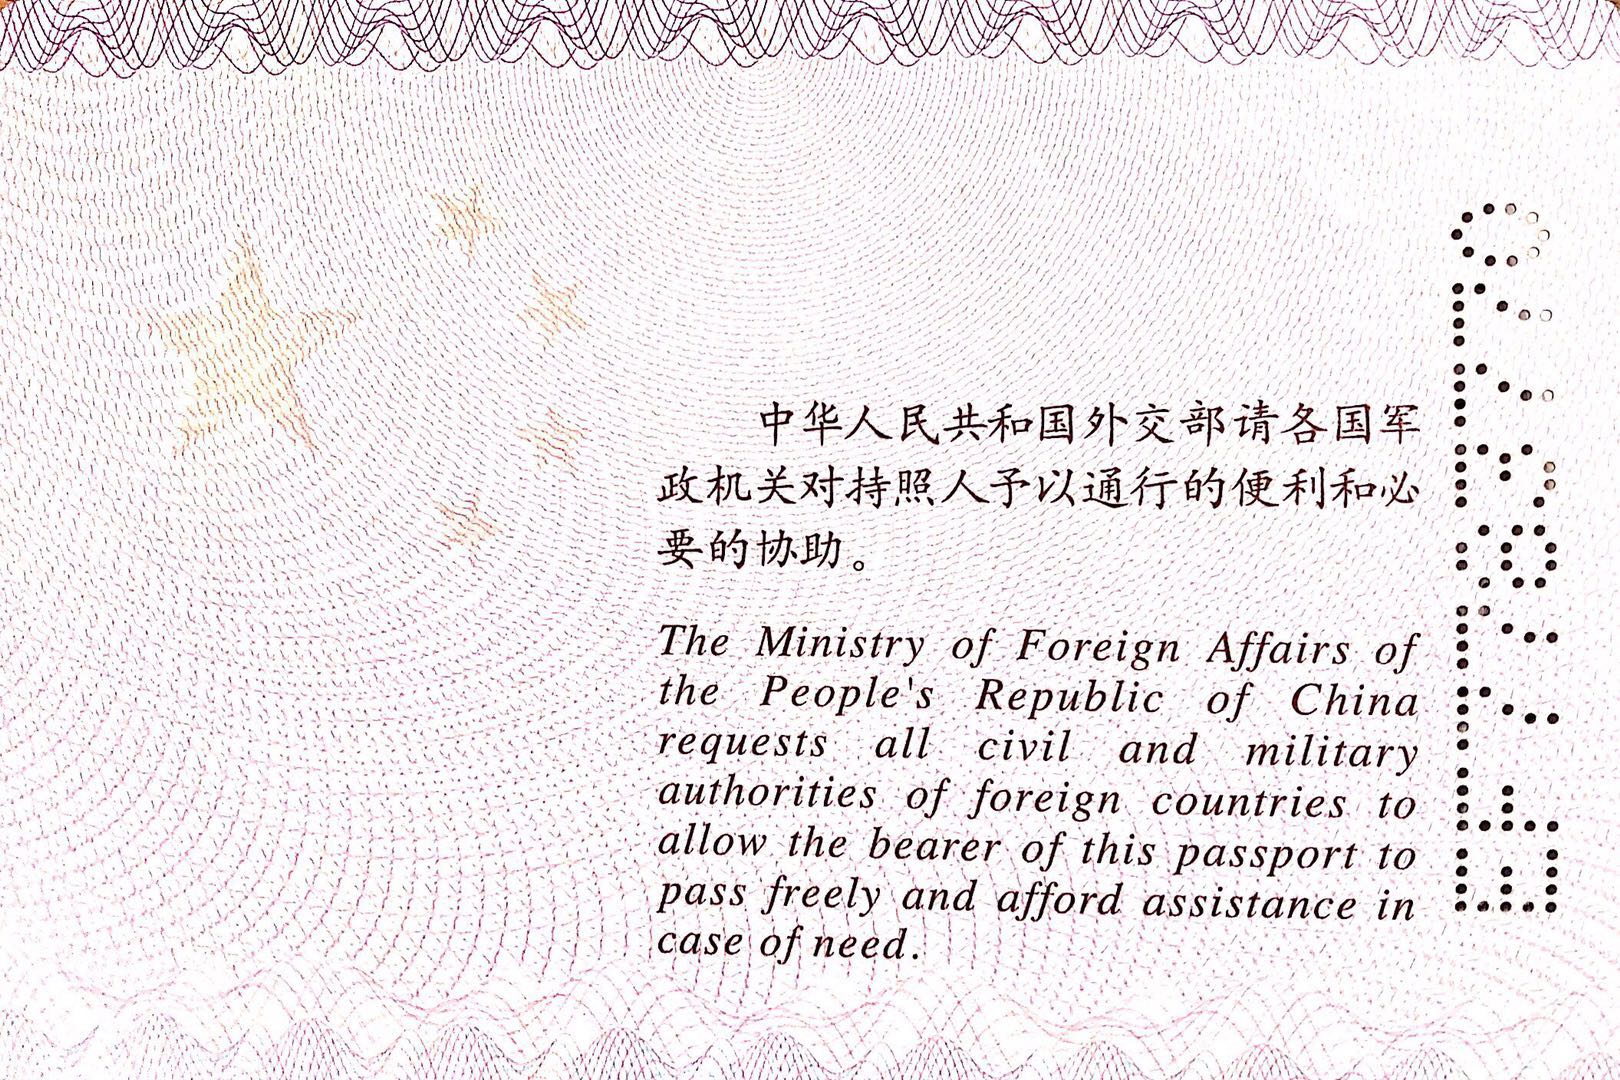 中华人民共和国外交部请各国军
政机关对持照人予以通行的便利和必
要的协助。
The Ministry of Foreign Affairs of
the People's Republic of China
requests all civil and military
authorities of foreign countries to
allow the bearer of this passport to
pass freely and afford assistance in
case of need.
EF7783770